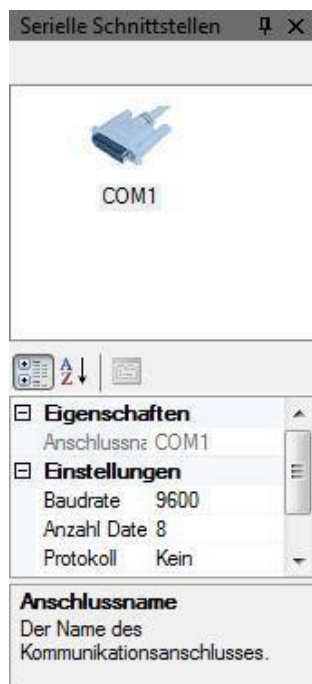 Serielle Schnittstellen
COM1
Eigenschaften
Anschlussna COM1
Einstellungen
Baudrate 9600
Anzahl Date 8
Protokoll Kein
Anschlussname
Der Name des
Kommunikationsanschlusses.